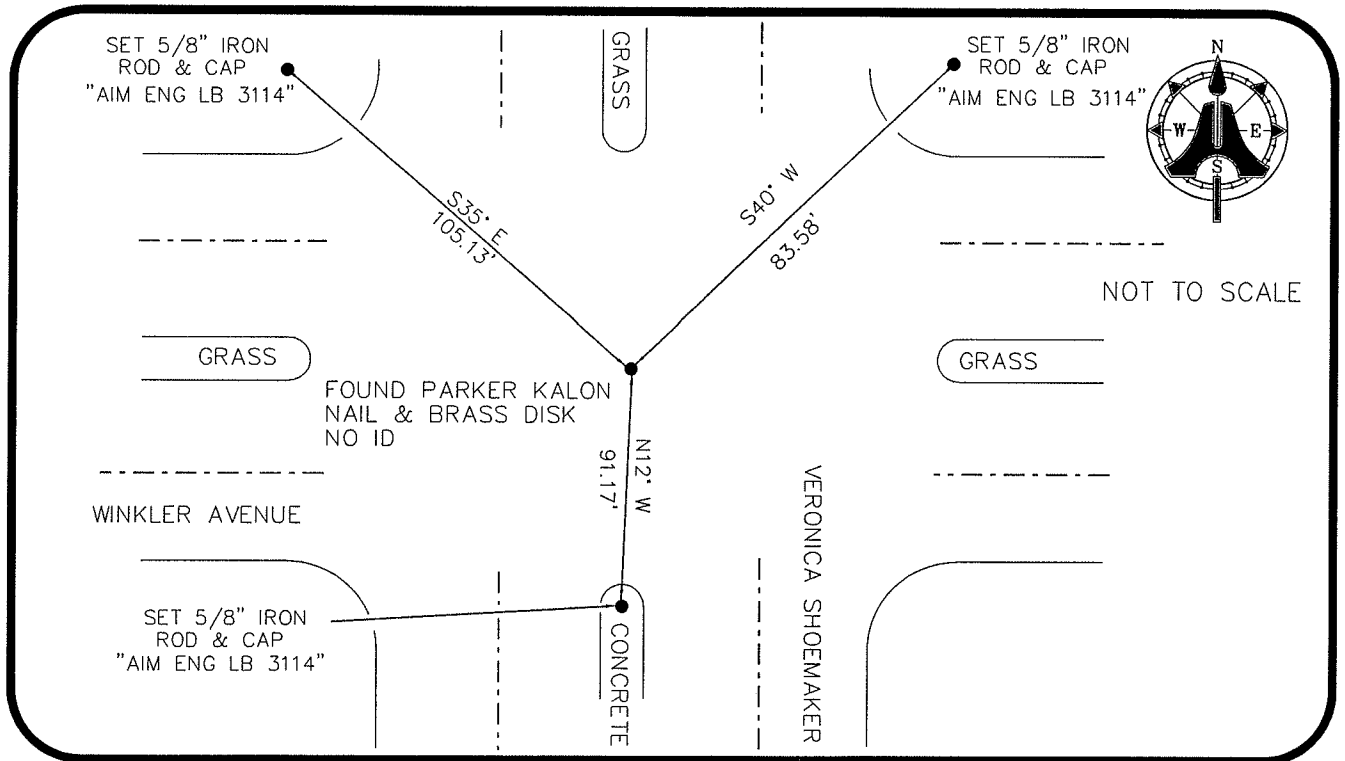 SET 5/8" IRON
ROD & CAP
"AIM ENG LB 3114"
GRASS
SET 5/8" IRON
ROD & CAP
"AIM ENG LB 3114"
N
W
E
S
S35° E
105.13'
S40° W
83.58'
NOT TO SCALE
GRASS
GRASS
FOUND PARKER KALON
NAIL & BRASS DISK
NO ID
N12° W
91.17'
WINKLER AVENUE
VERONICA SHOEMAKER
SET 5/8" IRON
ROD & CAP
"AIM ENG LB 3114"
CONCRETE